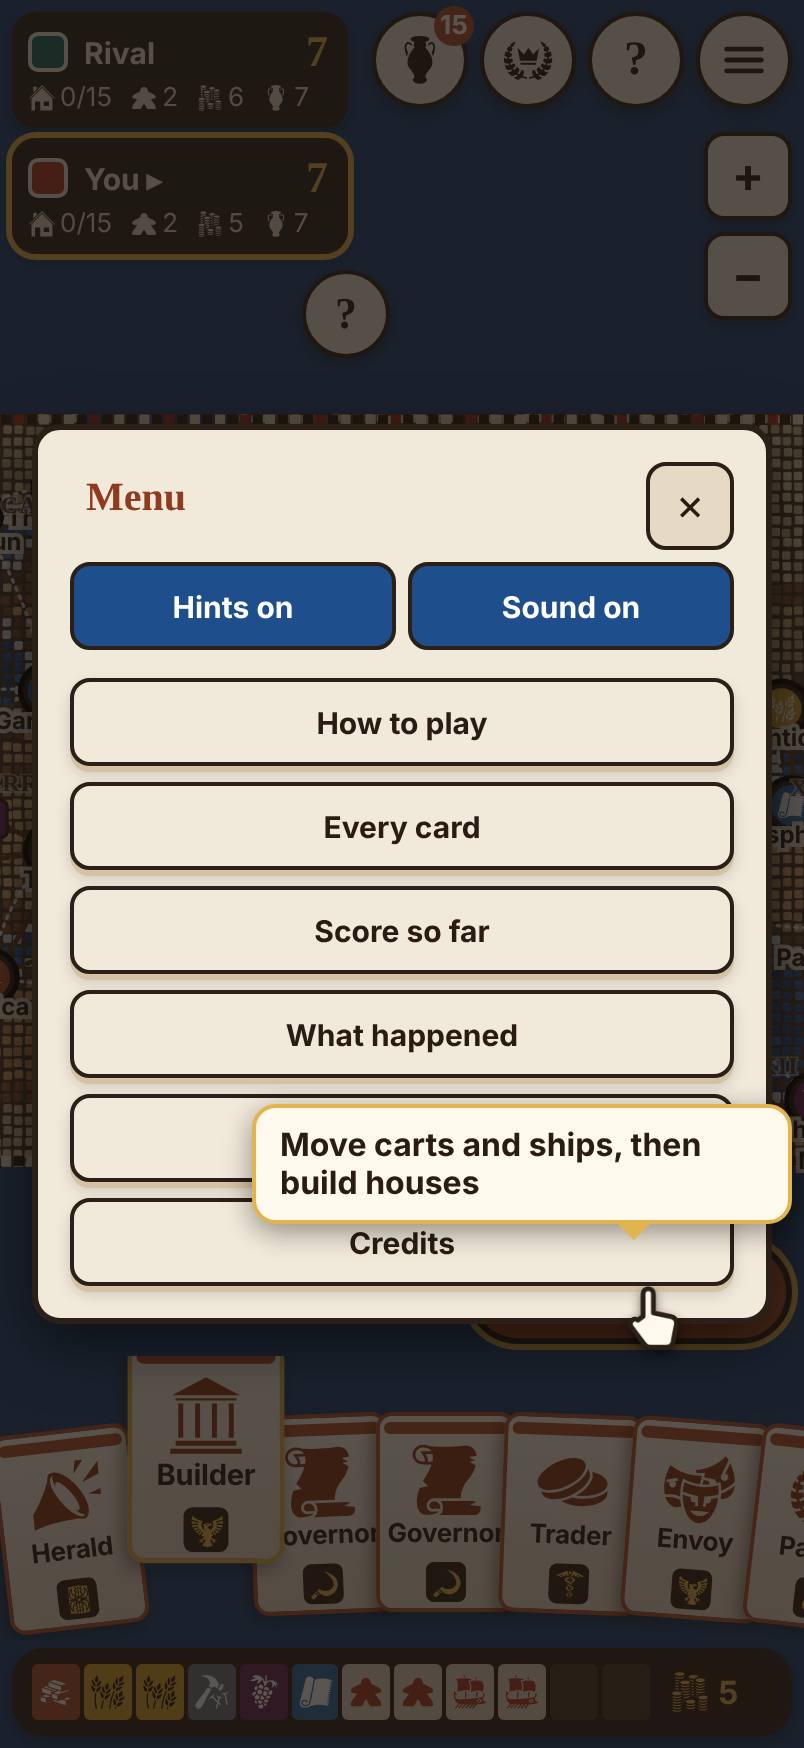 Rival 7
0/15 2 6 7
You ▸ 7
0/15 2 5 7
15
?
+
−
?
Menu
×
Hints on
Sound on
How to play
Every card
Score so far
What happened
Move carts and ships, then
build houses
Credits
Herald
Builder
overnor
Governor
Trader
Envoy
Pa
5